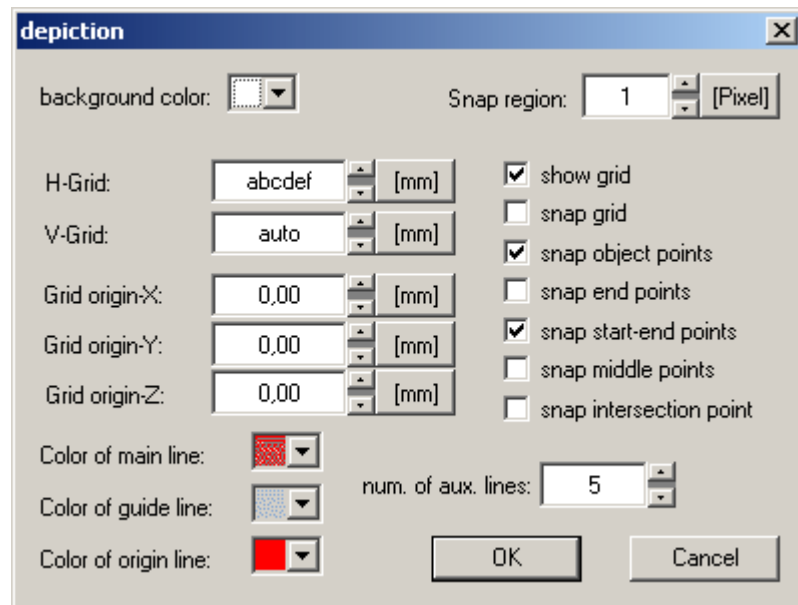 depiction
background color:
Snap region: 1 [Pixel]
H-Grid: abcdef [mm]
V-Grid: auto [mm]
Grid origin-X: 0,00 [mm]
Grid origin-Y: 0,00 [mm]
Grid origin-Z: 0,00 [mm]
show grid
snap grid
snap object points
snap end points
snap start-end points
snap middle points
snap intersection point
Color of main line:
Color of guide line:
Color of origin line:
num. of aux. lines: 5
OK
Cancel